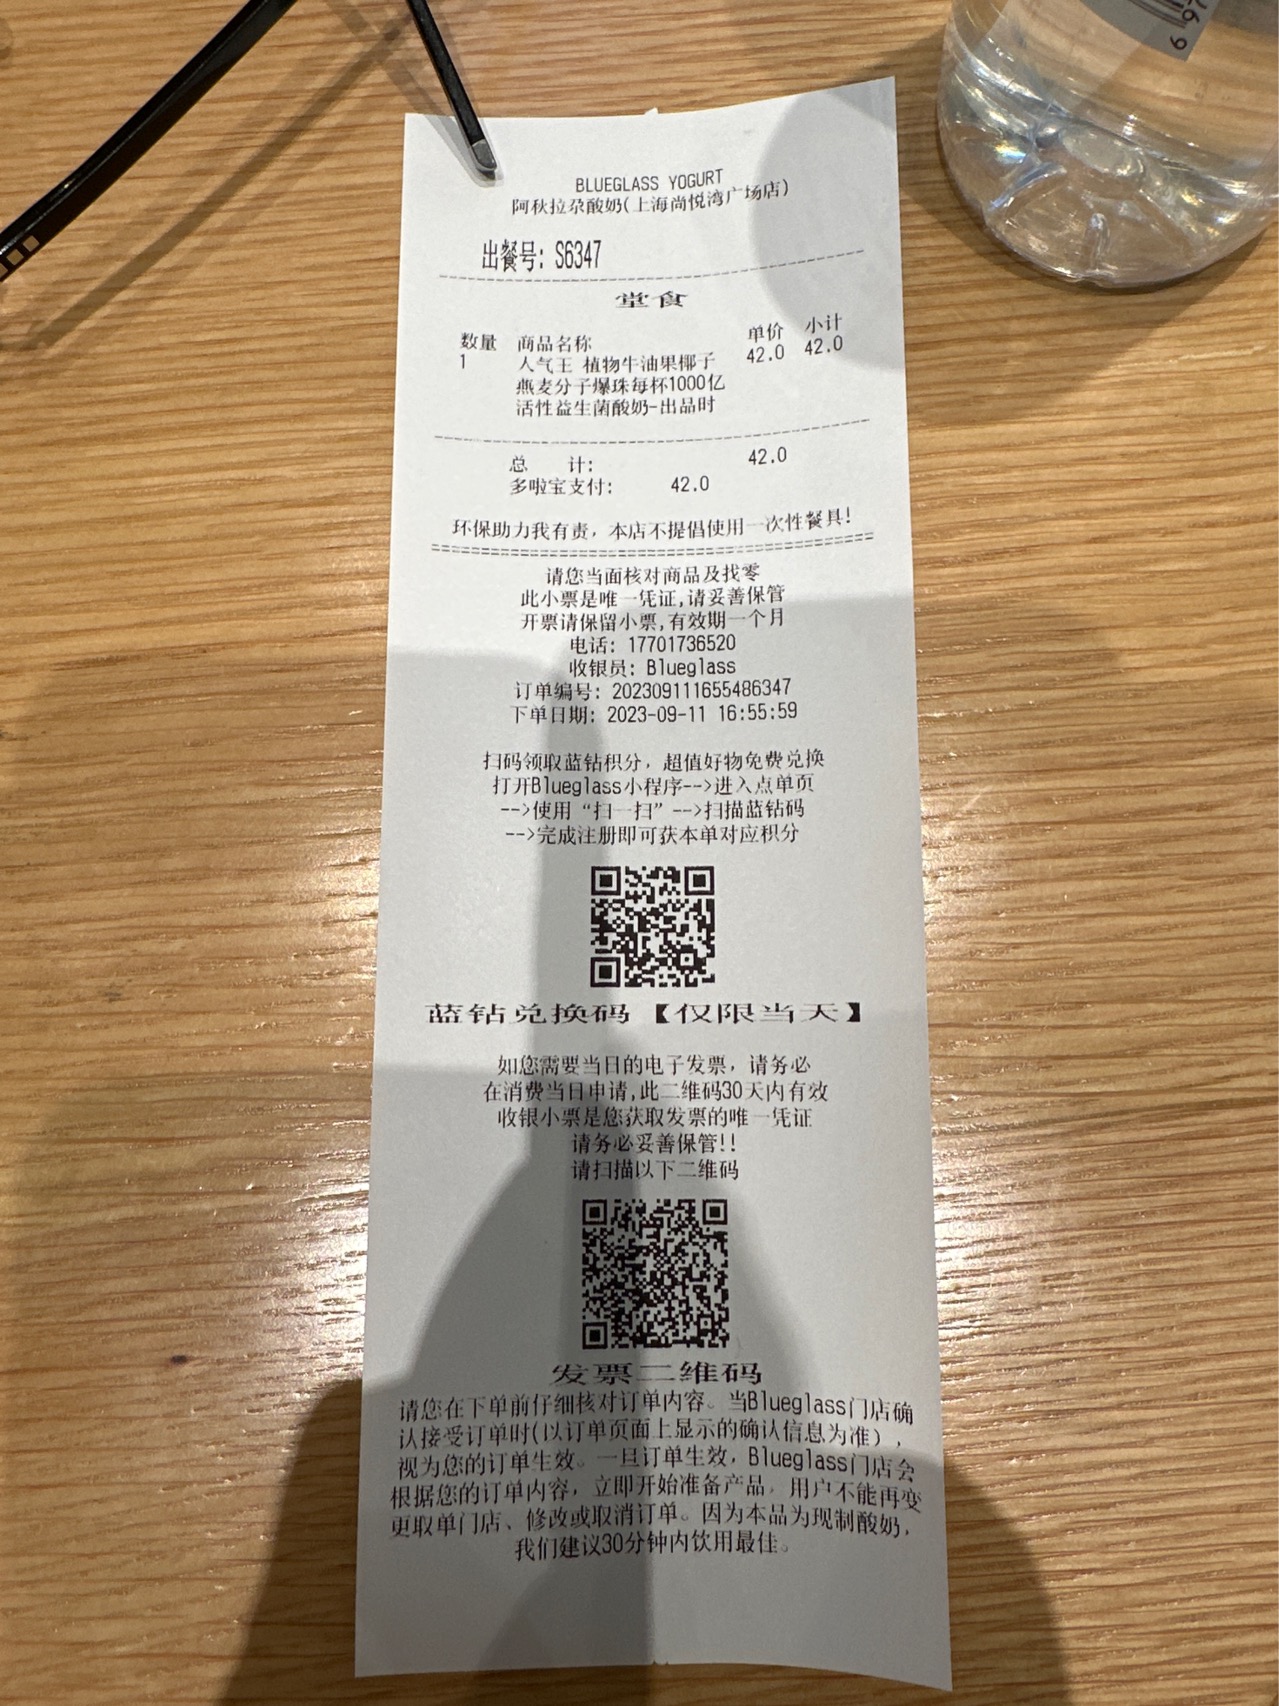 BLUEGLASS YOGURT
阿秋拉尕酸奶(上海尚悦湾广场店)
出餐号: S6347
堂食
数量 商品名称 单价 小计
1 人气王 植物牛油果椰子 42.0 42.0
燕麦分子爆珠每杯1000亿
活性益生菌酸奶-出品时
总 计: 42.0
多啦宝支付: 42.0
环保助力我有责，本店不提倡使用一次性餐具!
请您当面核对商品及找零
此小票是唯一凭证,请妥善保管
开票请保留小票,有效期一个月
电话: 17701736520
收银员: Blueglass
订单编号: 202309111655486347
下单日期: 2023-09-11 16:55:59
扫码领取蓝钻积分，超值好物免费兑换
打开Blueglass小程序-->进入点单页
-->使用“扫一扫”-->扫描蓝钻码
-->完成注册即可获本单对应积分
蓝钻兑换码【仅限当天】
如您需要当日的电子发票，请务必
在消费当日申请,此二维码30天内有效
收银小票是您获取发票的唯一凭证
请务必妥善保管!!
请扫描以下二维码
发票二维码
请您在下单前仔细核对订单内容。当Blueglass门店确
认接受订单时(以订单页面上显示的确认信息为准)，
视为您的订单生效。一旦订单生效，Blueglass门店会
根据您的订单内容，立即开始准备产品，用户不能再变
更取单门店、修改或取消订单。因为本品为现制酸奶，
我们建议30分钟内饮用最佳。